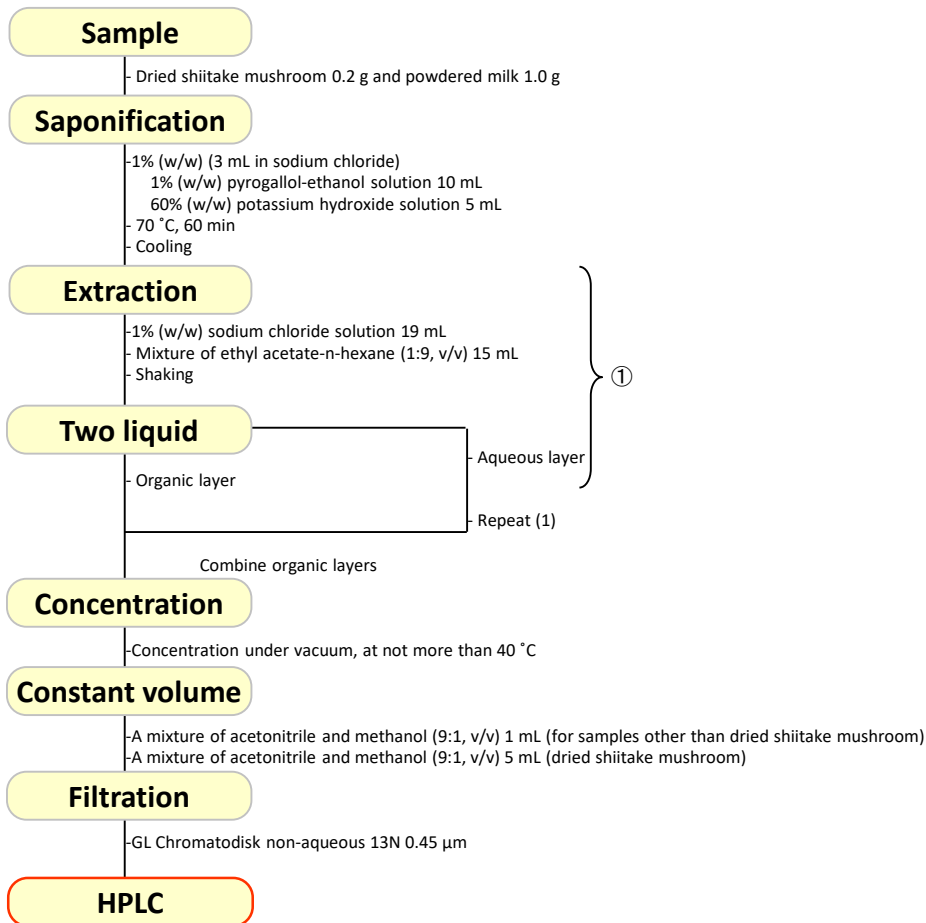 Sample
- Dried shiitake mushroom 0.2 g and powdered milk 1.0 g
Saponification
-1% (w/w) (3 mL in sodium chloride)
1% (w/w) pyrogallol-ethanol solution 10 mL
60% (w/w) potassium hydroxide solution 5 mL
- 70 ˚C, 60 min
- Cooling
Extraction
-1% (w/w) sodium chloride solution 19 mL
- Mixture of ethyl acetate-n-hexane (1:9, v/v) 15 mL
- Shaking
①
Two liquid
- Aqueous layer
- Organic layer
- Repeat (1)
Combine organic layers
Concentration
-Concentration under vacuum, at not more than 40 ˚C
Constant volume
-A mixture of acetonitrile and methanol (9:1, v/v) 1 mL (for samples other than dried shiitake mushroom)
-A mixture of acetonitrile and methanol (9:1, v/v) 5 mL (dried shiitake mushroom)
Filtration
-GL Chromatodisk non-aqueous 13N 0.45 μm
HPLC